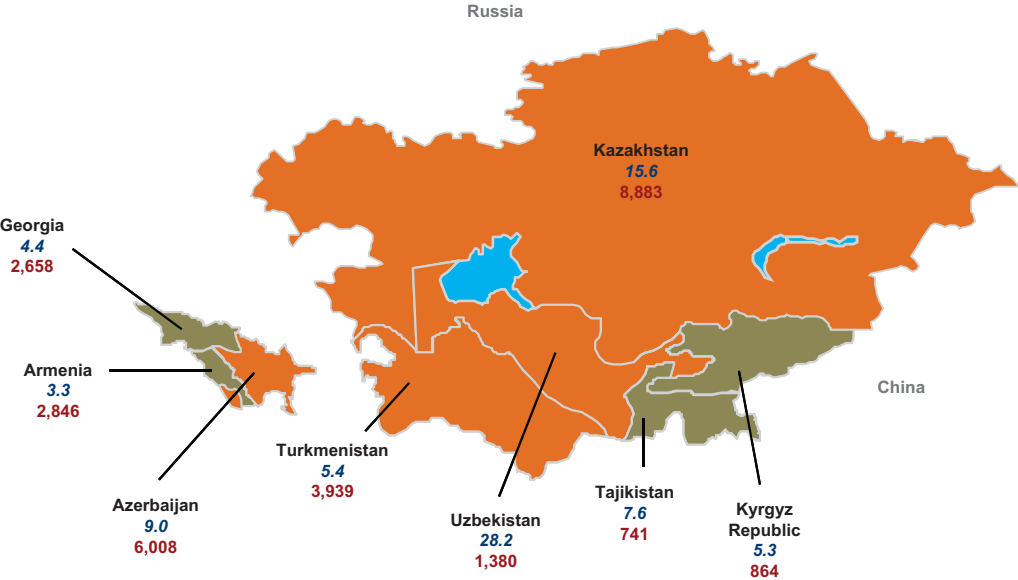 Russia
Kazakhstan
15.6
8,883
Georgia
4.4
2,658
Armenia
3.3
2,846
China
Turkmenistan
5.4
3,939
Azerbaijan
9.0
6,008
Uzbekistan
28.2
1,380
Tajikistan
7.6
741
Kyrgyz
Republic
5.3
864